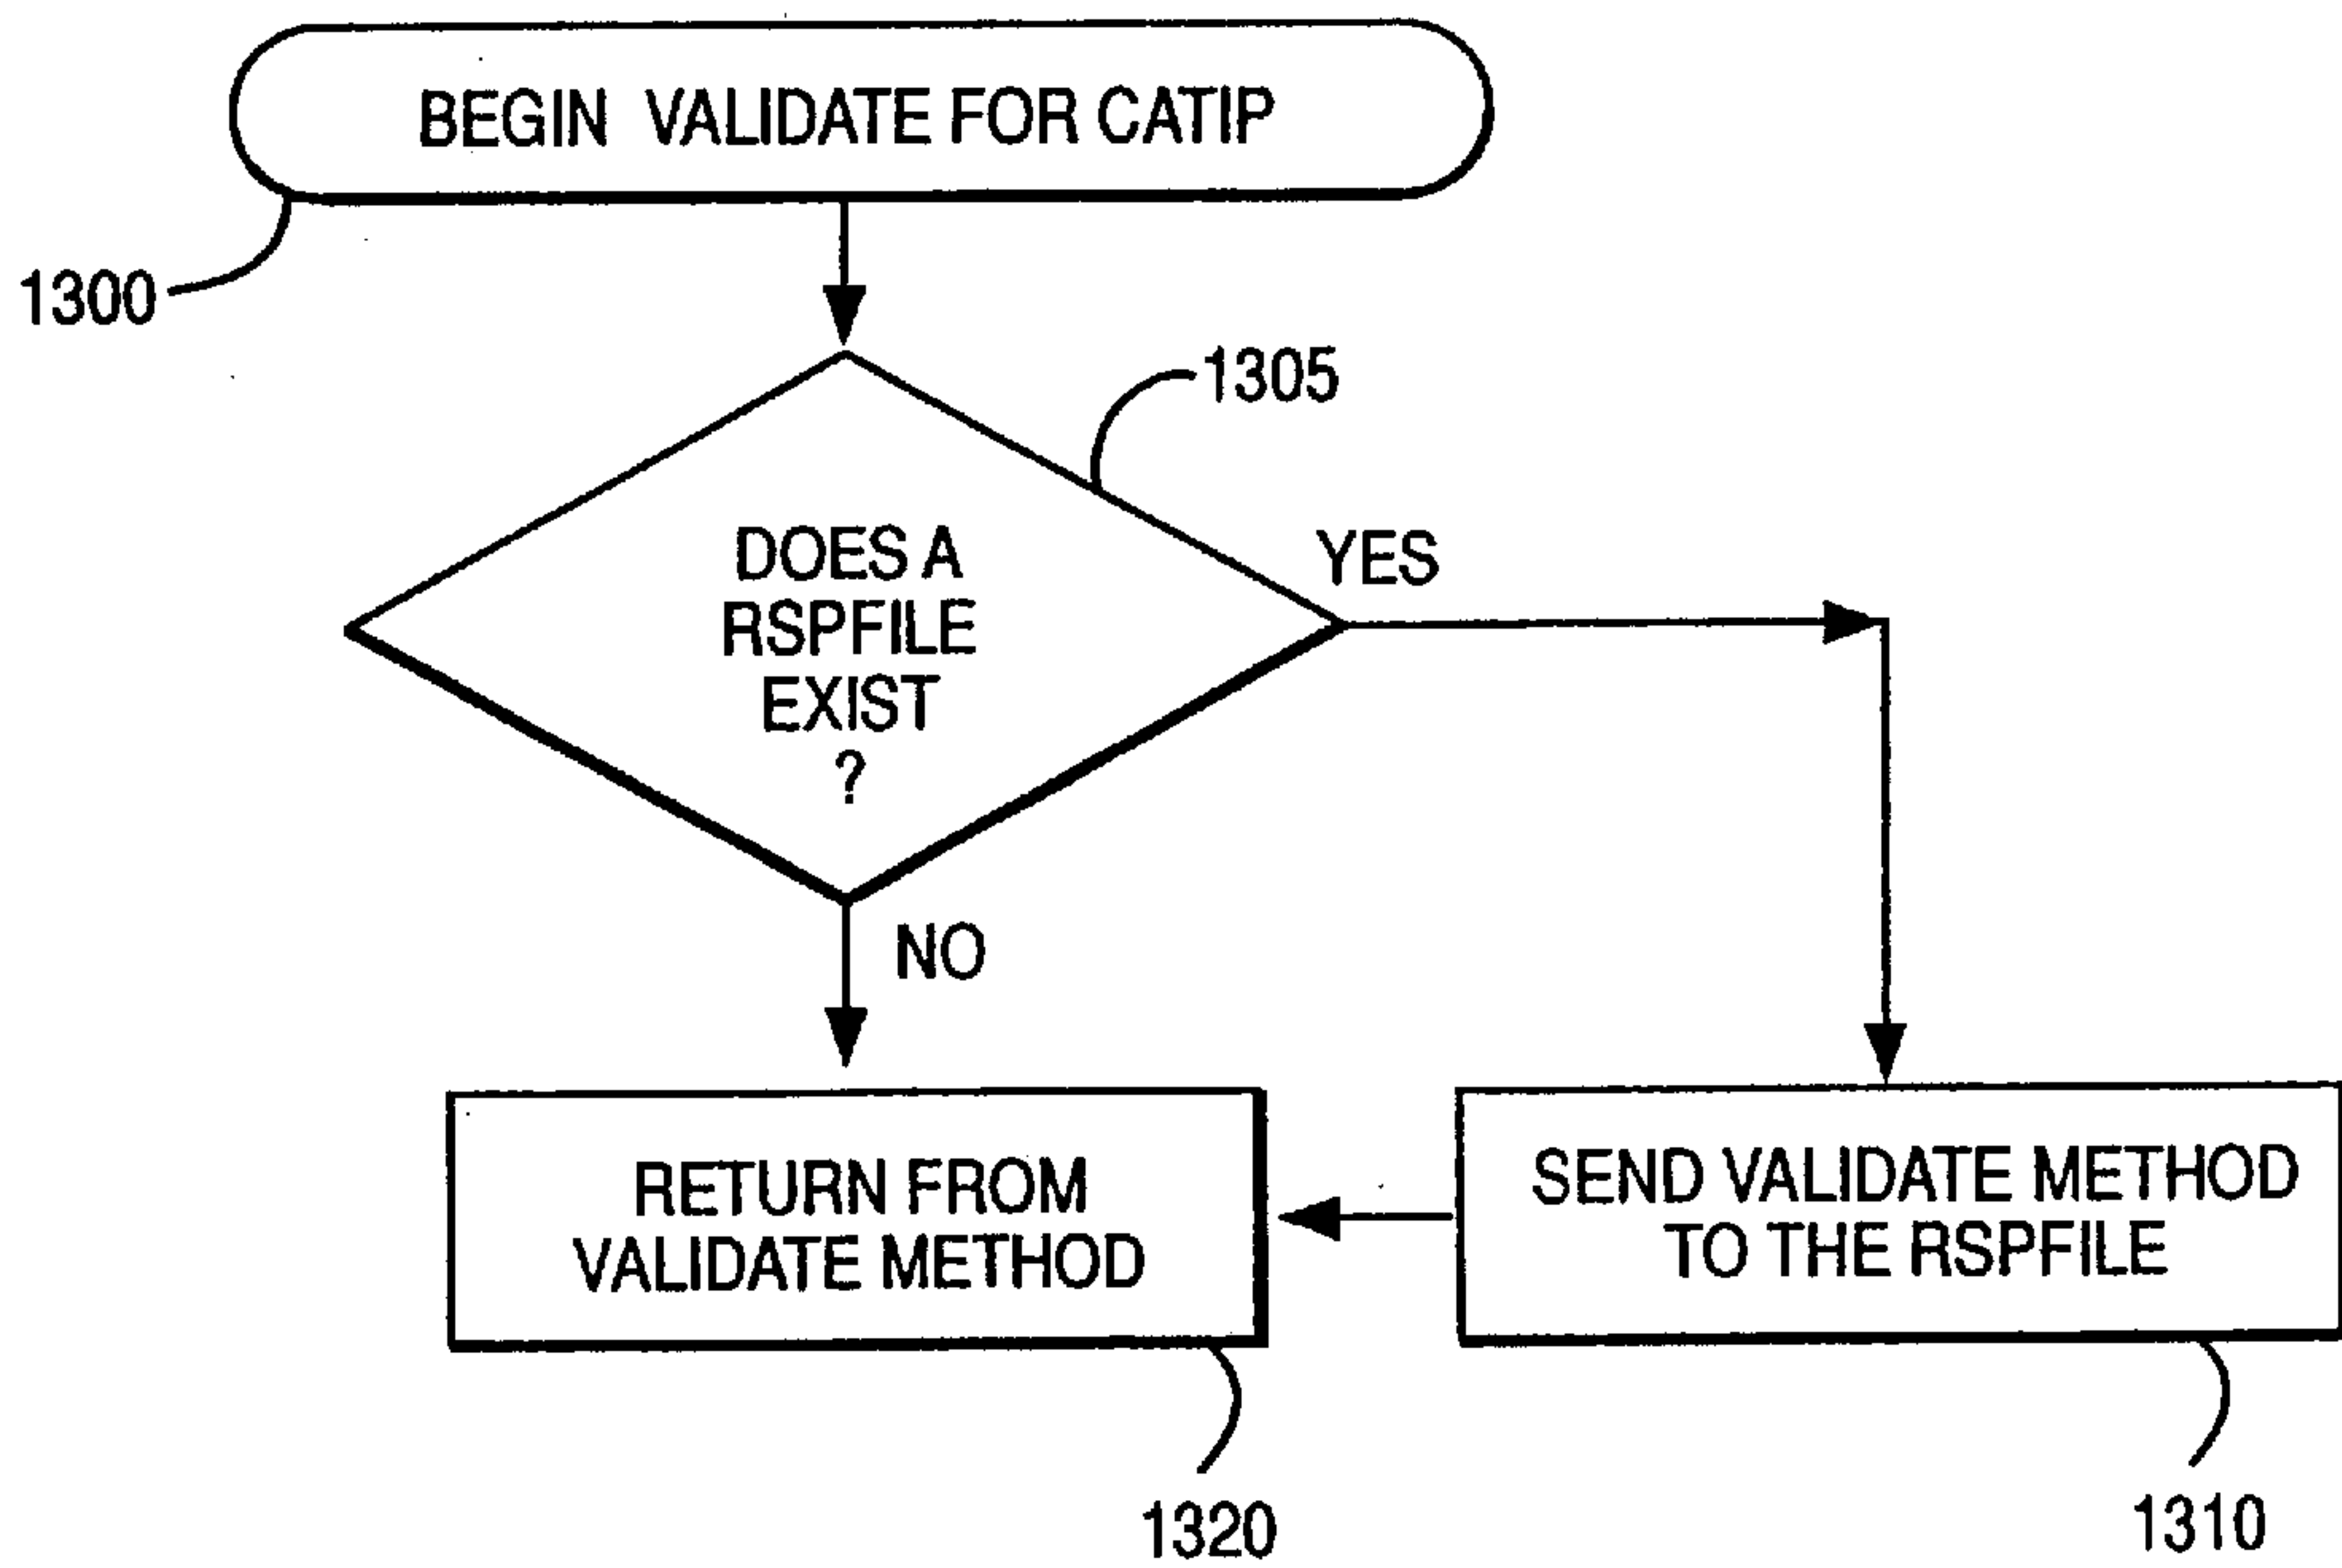 BEGIN VALIDATE FOR CATIP
1300
1305
DOES A
RSPFILE
EXIST
?
YES
NO
RETURN FROM
VALIDATE METHOD
SEND VALIDATE METHOD
TO THE RSPFILE
1320
1310